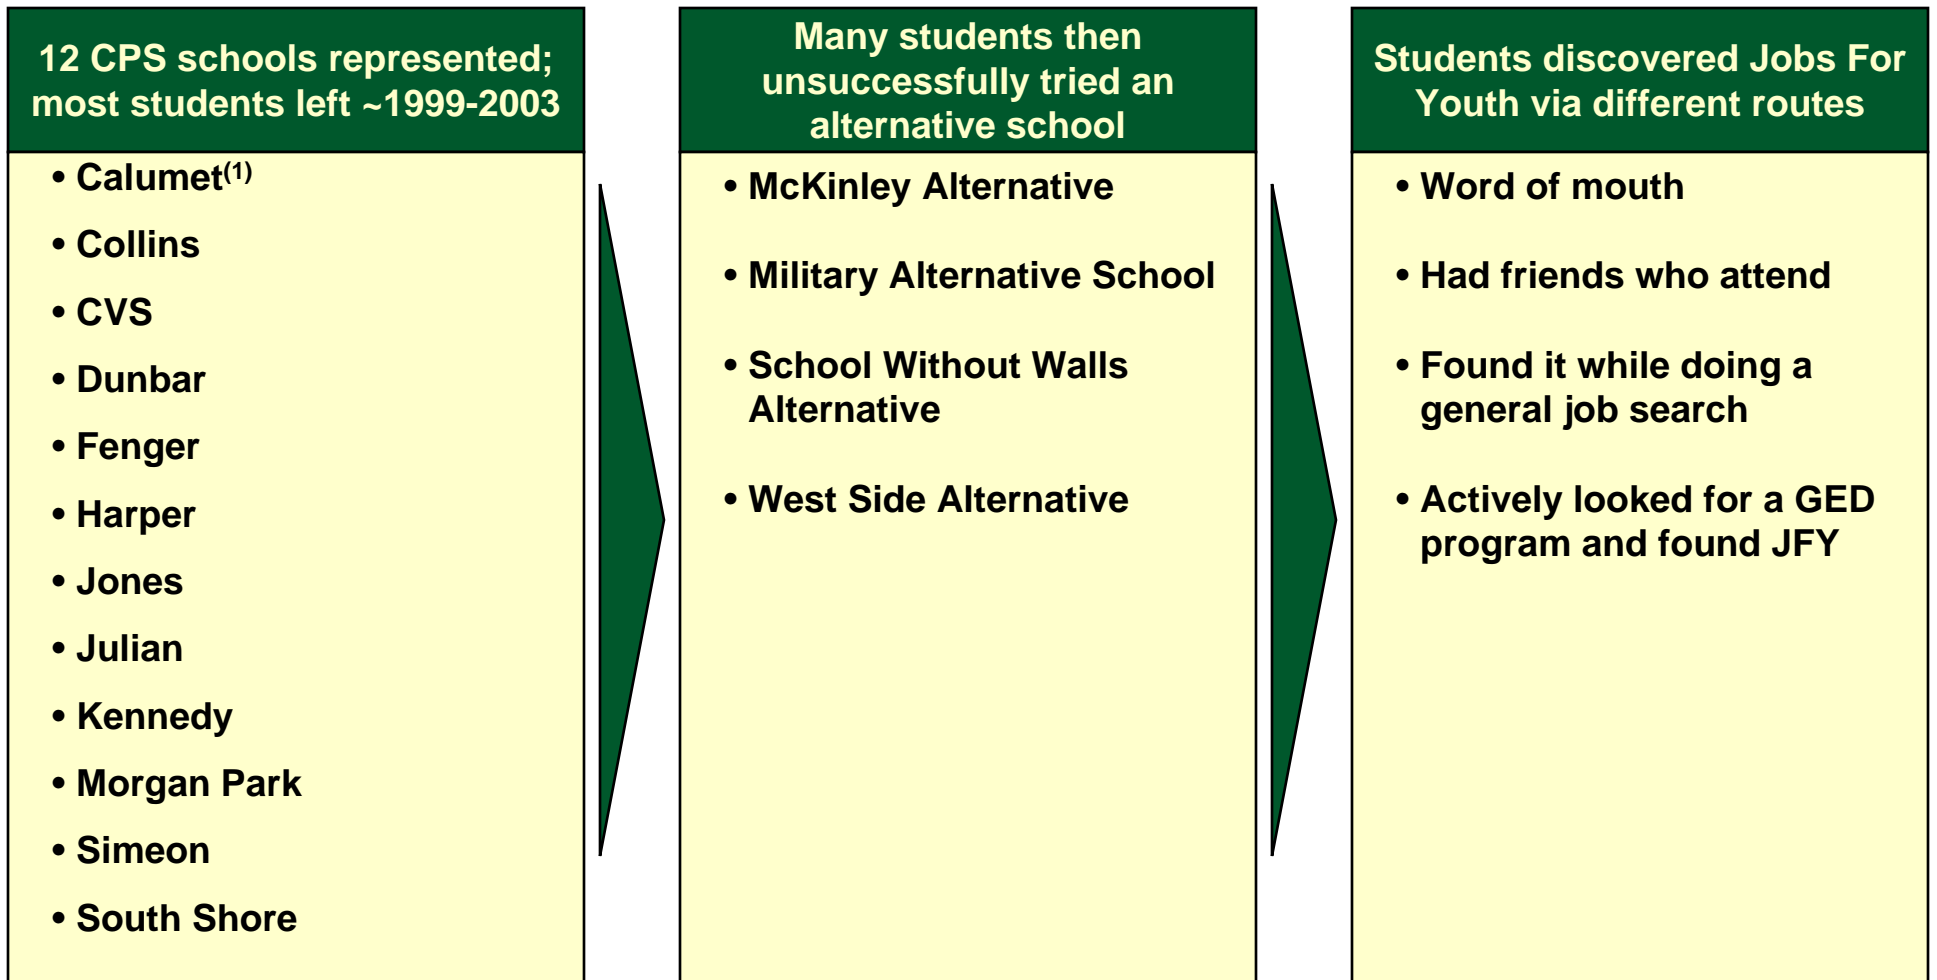 12 CPS schools represented;
most students left ~1999-2003
• Calumet(1)
• Collins
• CVS
• Dunbar
• Fenger
• Harper
• Jones
• Julian
• Kennedy
• Morgan Park
• Simeon
• South Shore
Many students then
unsuccessfully tried an
alternative school
• McKinley Alternative
• Military Alternative School
• School Without Walls
Alternative
• West Side Alternative
Students discovered Jobs For
Youth via different routes
• Word of mouth
• Had friends who attend
• Found it while doing a
general job search
• Actively looked for a GED
program and found JFY